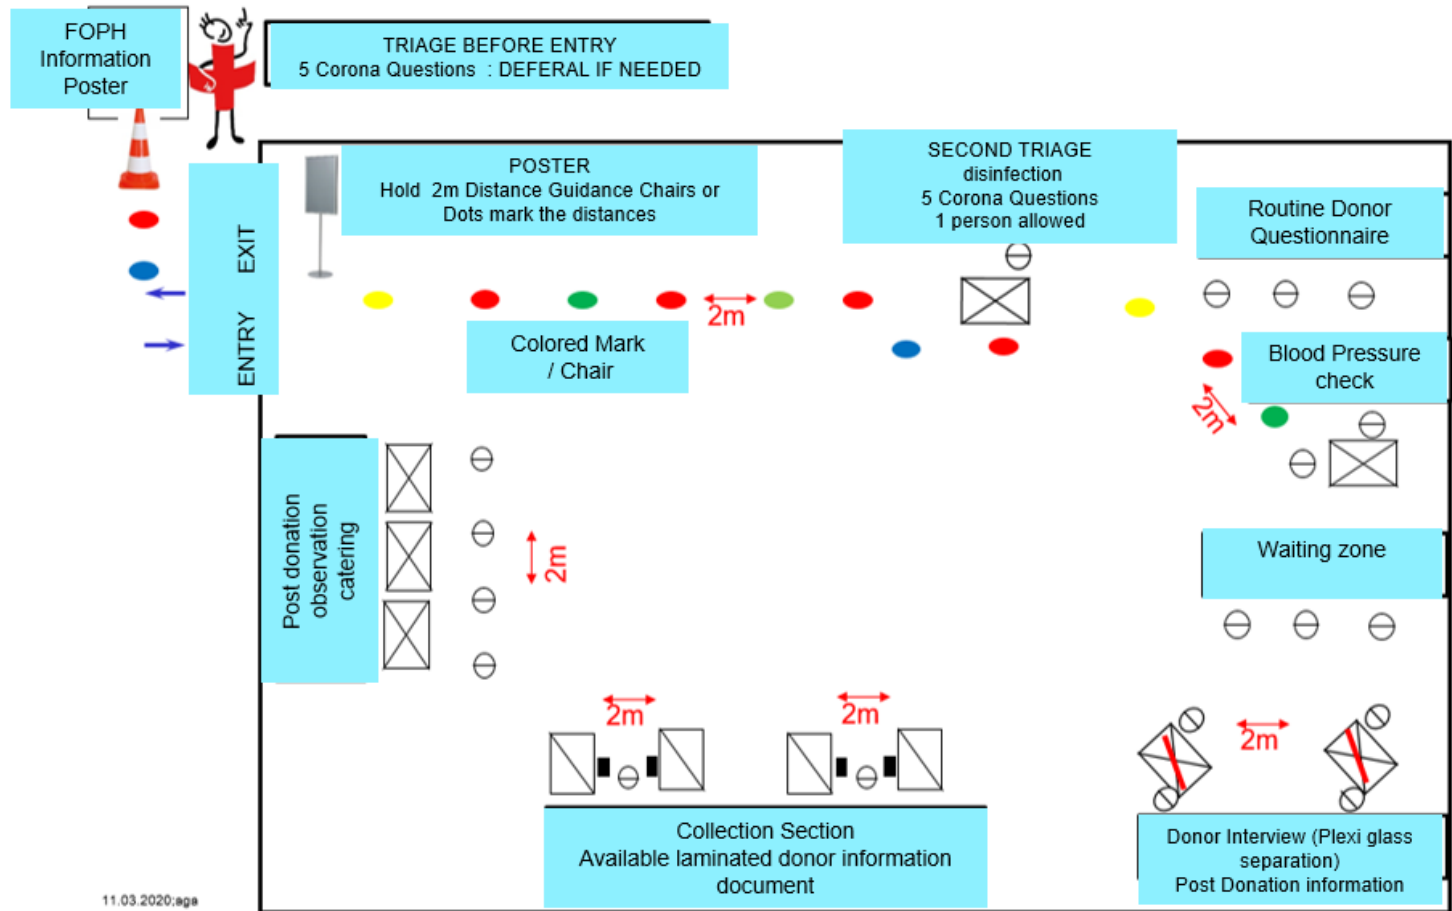 FOPH
Information
Poster
TRIAGE BEFORE ENTRY
5 Corona Questions : DEFERAL IF NEEDED
POSTER
Hold 2m Distance Guidance Chairs or
Dots mark the distances
SECOND TRIAGE
disinfection
5 Corona Questions
1 person allowed
Routine Donor
Questionnaire
EXIT
ENTRY
2m
Colored Mark
/ Chair
Blood Pressure
check
2m
Post donation
observation
catering
2m
Waiting zone
2m
2m
2m
Collection Section
Available laminated donor information
document
Donor Interview (Plexi glass
separation)
Post Donation information
11.03.2020;aga